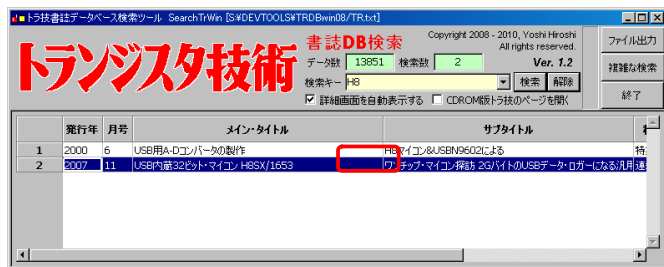 トラ技書誌データベース検索ツール SearchTrWin [S:¥DEVTOOLS¥TRDBwin08/TR.txt]
トランジスタ技術
書誌DB検索
Copyright 2008 - 2010, Yoshi Hiroshi
All rights reserved.
データ数 13851 検索数 2 Ver. 1.2
検索キー H8 検索 解除
詳細画面を自動表示する CDROM版トラ技のページを開く
ファイル出力
複雑な検索
終了
発行年 月号 メイン・タイトル サブタイトル
1 2000 6 USB用A-Dコンバータの製作 H8マイコン&USBN9602による 特
2 2007 11 USB内蔵32ビット・マイコン H8SX/1653 ワンチップ・マイコン探訪 2GバイトのUSBデータ・ロガーになる汎用 連